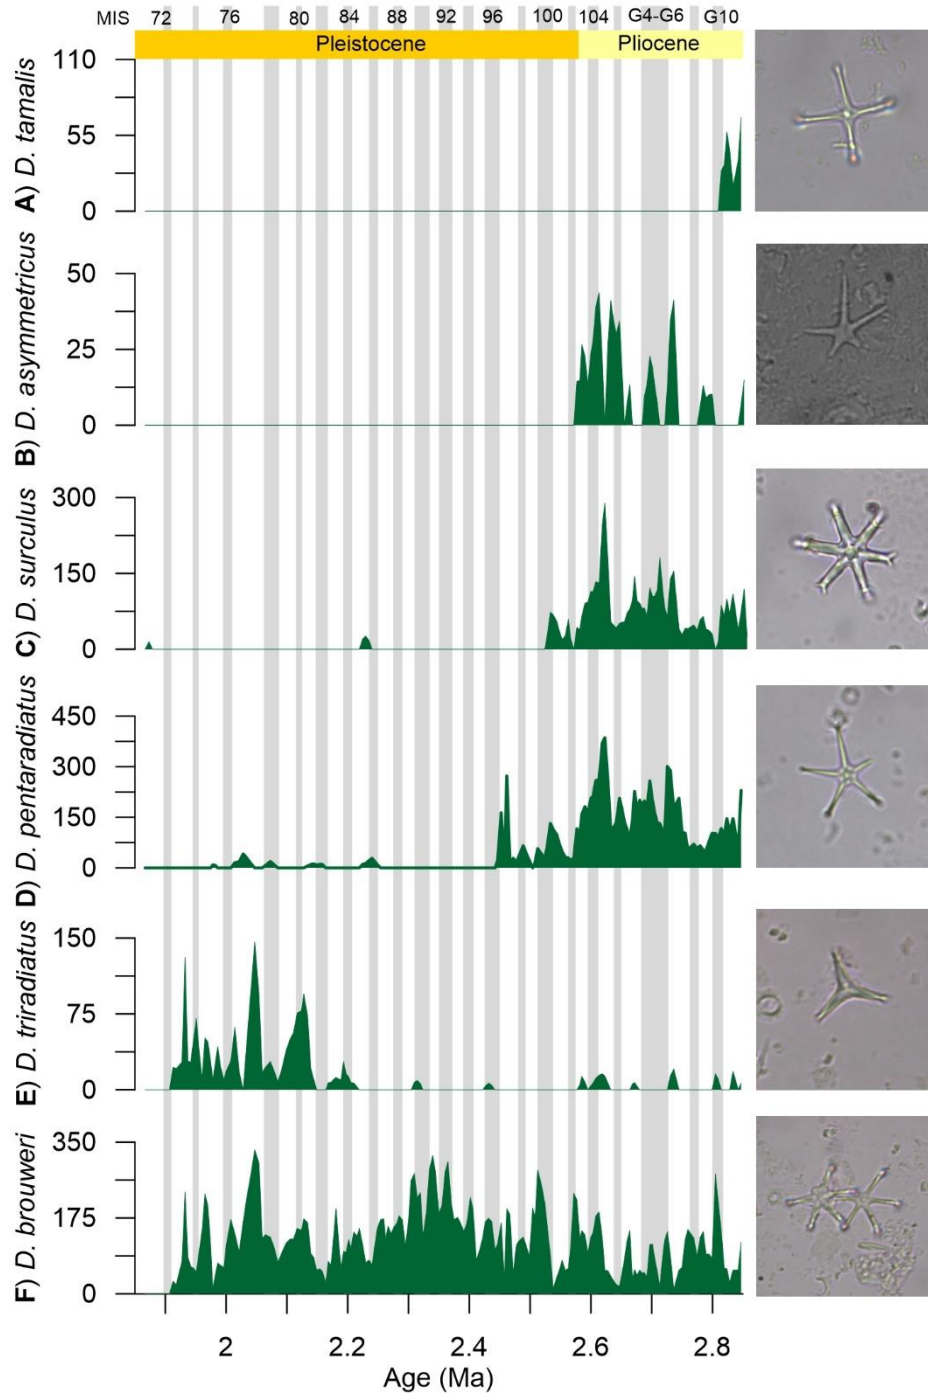 MIS 72 76 80 84 88 92 96 100 104 G4-G6 G10
Pleistocene Pliocene
A) D. tamalis
110
55
0
B) D. asymmetricus
50
25
0
C) D. surculus
300
150
0
D) D. pentaradiatus
450
300
150
0
E) D. triradiatus
150
75
0
F) D. brouweri
350
175
0
2 2.2 2.4 2.6 2.8
Age (Ma)